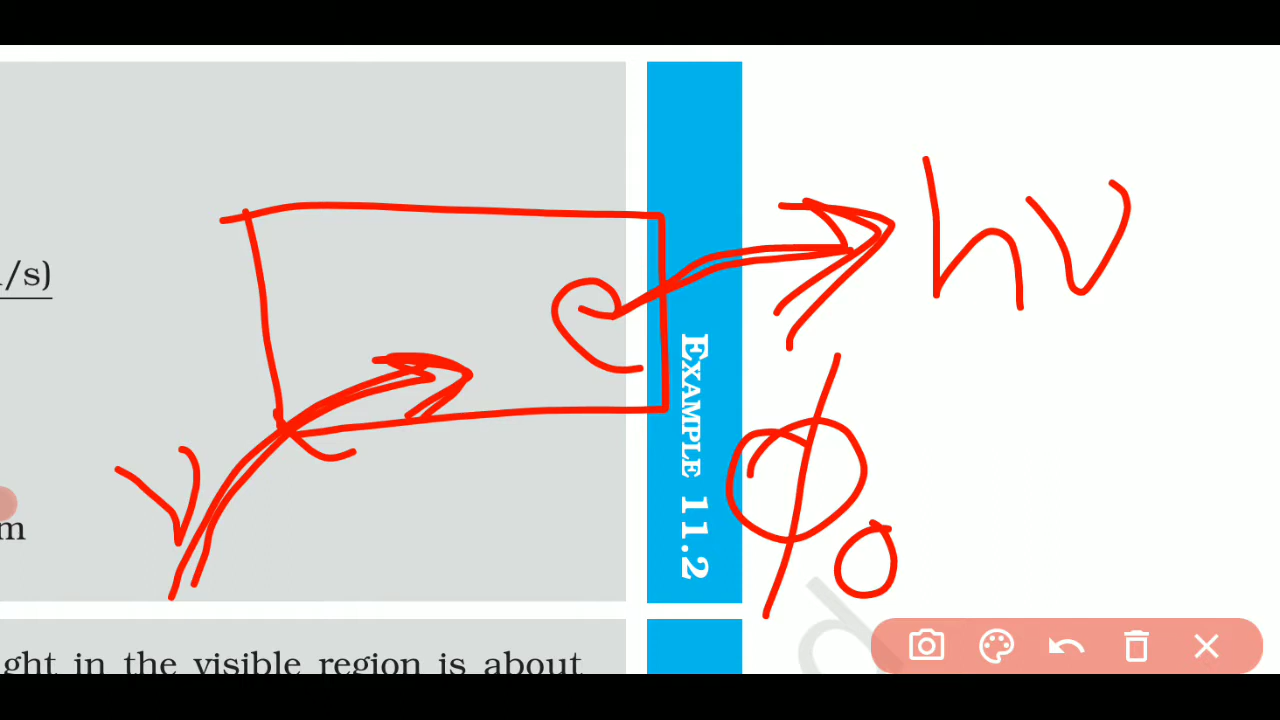 /s)
hν
ν
e
EXAMPLE 11.2
ϕ₀
m
d
ght in the visible region is about